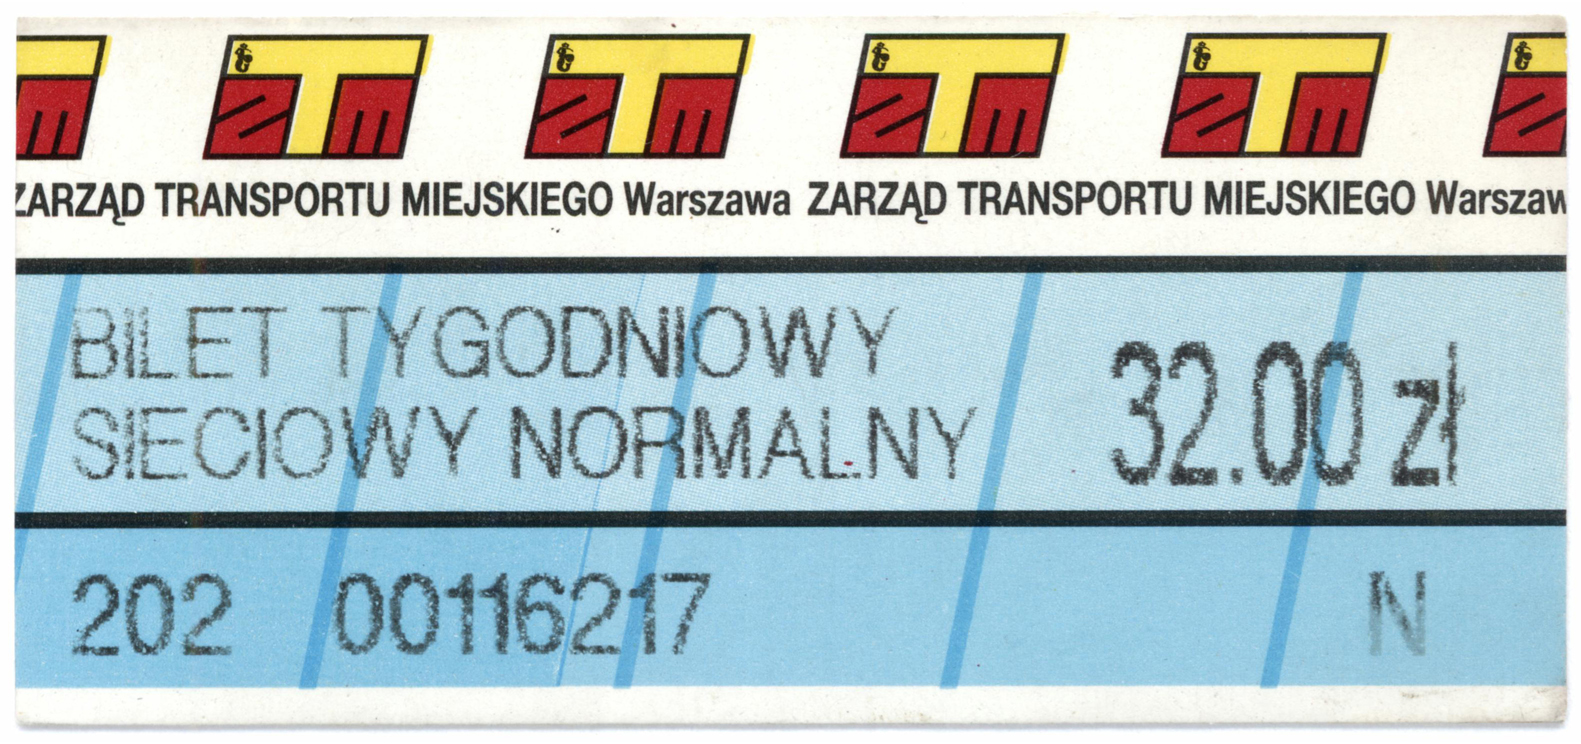 ZTM ZTM ZTM ZTM
ZARZĄD TRANSPORTU MIEJSKIEGO Warszawa ZARZĄD TRANSPORTU MIEJSKIEGO Warszaw
BILET TYGODNIOWY
SIECIOWY NORMALNY
32.00 zł
202 00116217 N